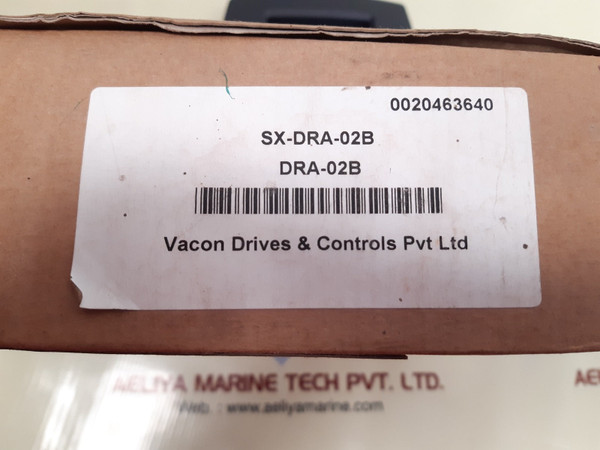 0020463640
SX-DRA-02B
DRA-02B
Vacon Drives & Controls Pvt Ltd
AELIYA MARINE TECH PVT. LTD.
Web. : www.aeliyamarine.com
AE